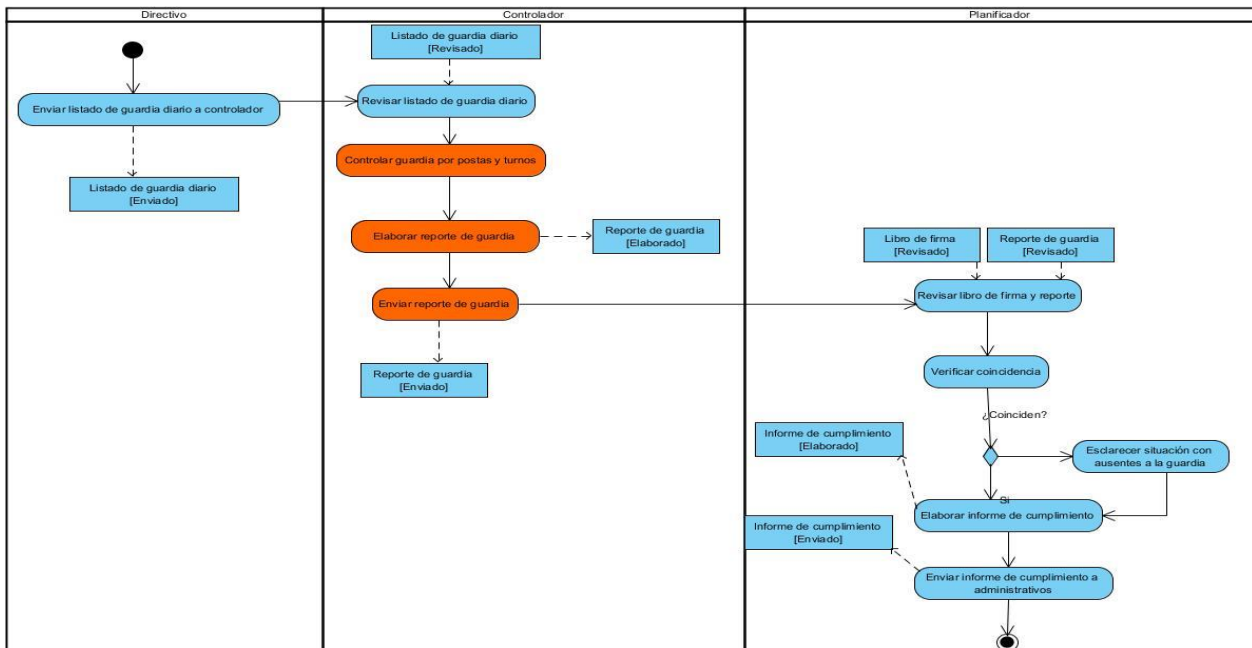 Directivo
Controlador
Planificador
Enviar listado de guardia diario a controlador
Listado de guardia diario
[Enviado]
Listado de guardia diario
[Revisado]
Revisar listado de guardia diario
Controlar guardia por postas y turnos
Elaborar reporte de guardia
Reporte de guardia
[Elaborado]
Enviar reporte de guardia
Reporte de guardia
[Enviado]
Libro de firma
[Revisado]
Reporte de guardia
[Revisado]
Revisar libro de firma y reporte
Verificar coincidencia
¿Coinciden?
Esclarecer situación con
ausentes a la guardia
Informe de cumplimiento
[Elaborado]
Si
Elaborar informe de cumplimiento
Informe de cumplimiento
[Enviado]
Enviar informe de cumplimiento a
administrativos